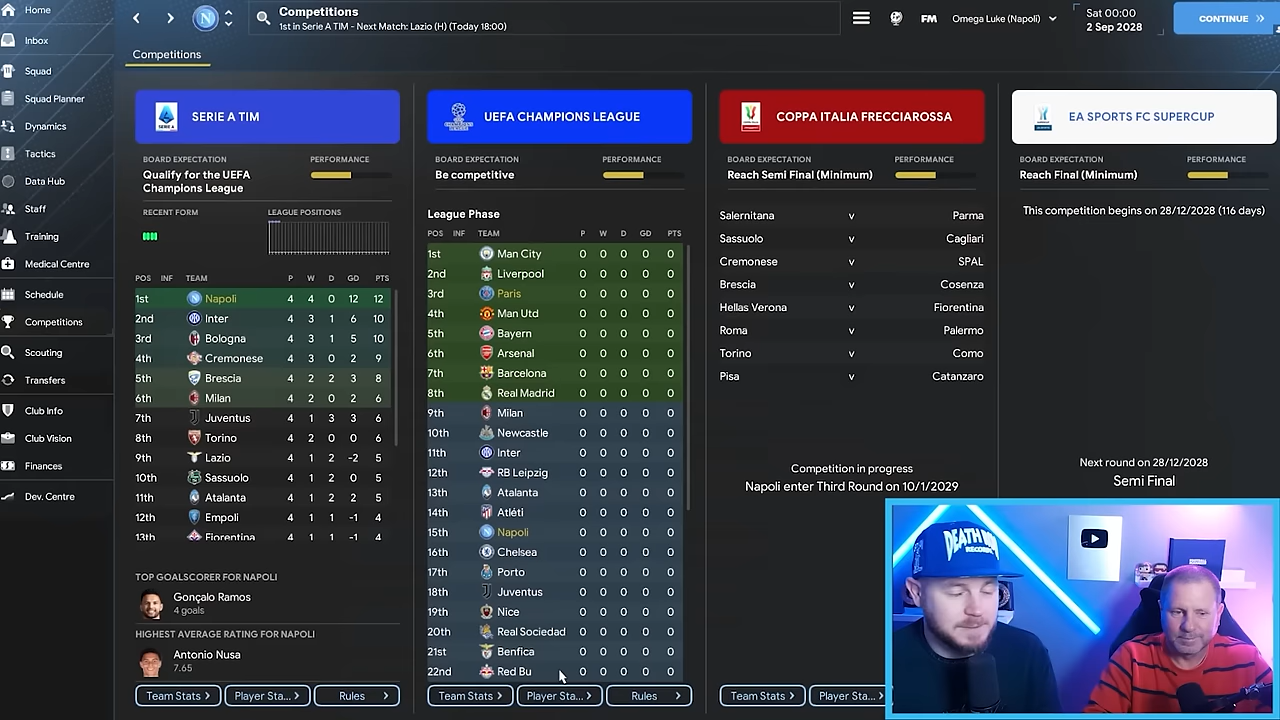 Home
Inbox
Squad
Squad Planner
Dynamics
Tactics
Data Hub
Staff
Training
Medical Centre
Schedule
Competitions
Scouting
Transfers
Club Info
Club Vision
Finances
Dev. Centre
Competitions
1st in Serie A TIM - Next Match: Lazio (H) (Today 18:00)
FM
Omega Luke (Napoli)
Sat 00:00
2 Sep 2028
CONTINUE
Competitions
SERIE A TIM
BOARD EXPECTATION PERFORMANCE
Qualify for the UEFA
Champions League
RECENT FORM LEAGUE POSITIONS
POS INF TEAM P W D GD PTS
1st Napoli 4 4 0 12 12
2nd Inter 4 3 1 6 10
3rd Bologna 4 3 1 5 10
4th Cremonese 4 3 0 2 9
5th Brescia 4 2 2 3 8
6th Milan 4 2 0 2 6
7th Juventus 4 1 3 3 6
8th Torino 4 2 0 0 6
9th Lazio 4 1 2 -2 5
10th Sassuolo 4 1 2 0 5
11th Atalanta 4 1 2 2 5
12th Empoli 4 1 1 -1 4
13th Fiorentina 4 1 1 -1 4
TOP GOALSCORER FOR NAPOLI
Gonçalo Ramos
4 goals
HIGHEST AVERAGE RATING FOR NAPOLI
Antonio Nusa
7.65
Team Stats Player Sta... Rules
UEFA CHAMPIONS LEAGUE
BOARD EXPECTATION PERFORMANCE
Be competitive
League Phase
POS INF TEAM P W D GD PTS
1st Man City 0 0 0 0 0
2nd Liverpool 0 0 0 0 0
3rd Paris 0 0 0 0 0
4th Man Utd 0 0 0 0 0
5th Bayern 0 0 0 0 0
6th Arsenal 0 0 0 0 0
7th Barcelona 0 0 0 0 0
8th Real Madrid 0 0 0 0 0
9th Milan 0 0 0 0 0
10th Newcastle 0 0 0 0 0
11th Inter 0 0 0 0 0
12th RB Leipzig 0 0 0 0 0
13th Atalanta 0 0 0 0 0
14th Atléti 0 0 0 0 0
15th Napoli 0 0 0 0 0
16th Chelsea 0 0 0 0 0
17th Porto 0 0 0 0 0
18th Juventus 0 0 0 0 0
19th Nice 0 0 0 0 0
20th Real Sociedad 0 0 0 0 0
21st Benfica 0 0 0 0 0
22nd Red Bu 0 0 0 0 0
Team Stats Player Sta... Rules
COPPA ITALIA FRECCIAROSSA
BOARD EXPECTATION PERFORMANCE
Reach Semi Final (Minimum)
Salernitana v Parma
Sassuolo v Cagliari
Cremonese v SPAL
Brescia v Cosenza
Hellas Verona v Fiorentina
Roma v Palermo
Torino v Como
Pisa v Catanzaro
Competition in progress
Napoli enter Third Round on 10/1/2029
Team Stats Player Sta...
EA SPORTS FC SUPERCUP
BOARD EXPECTATION PERFORMANCE
Reach Final (Minimum)
This competition begins on 28/12/2028 (116 days)
Next round on 28/12/2028
Semi Final